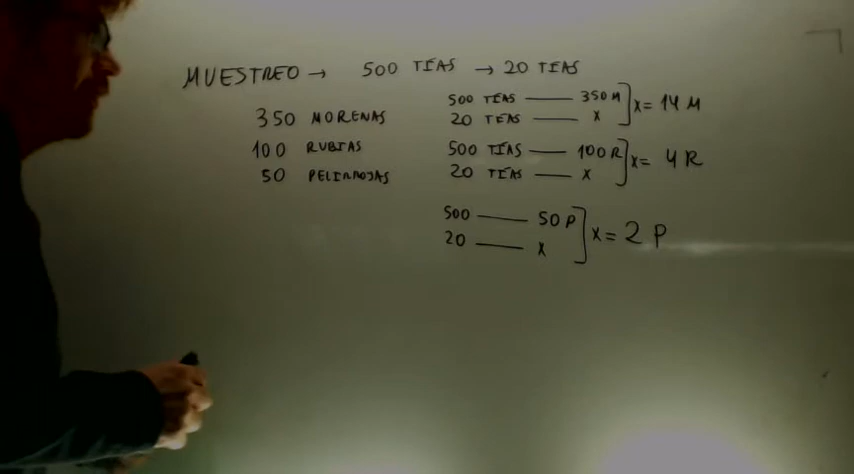 MUESTREO → 500 TÍAS → 20 TÍAS
350 MORENAS
100 RUBIAS
50 PELIRROJAS
500 TÍAS — 350 M
20 TÍAS — X
X = 14 M
500 TÍAS — 100 R
20 TÍAS — X
X = 4 R
500 — 50 P
20 — X
X = 2 P